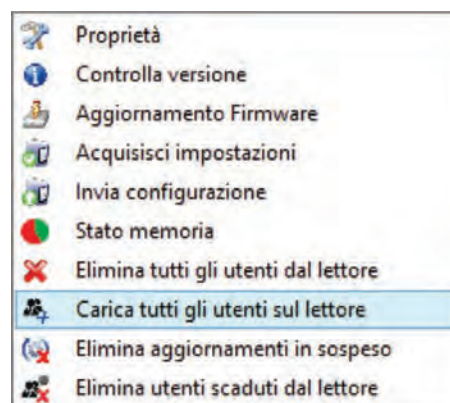 Proprietà
Controlla versione
Aggiornamento Firmware
Acquisisci impostazioni
Invia configurazione
Stato memoria
Elimina tutti gli utenti dal lettore
Carica tutti gli utenti sul lettore
Elimina aggiornamenti in sospeso
Elimina utenti scaduti dal lettore